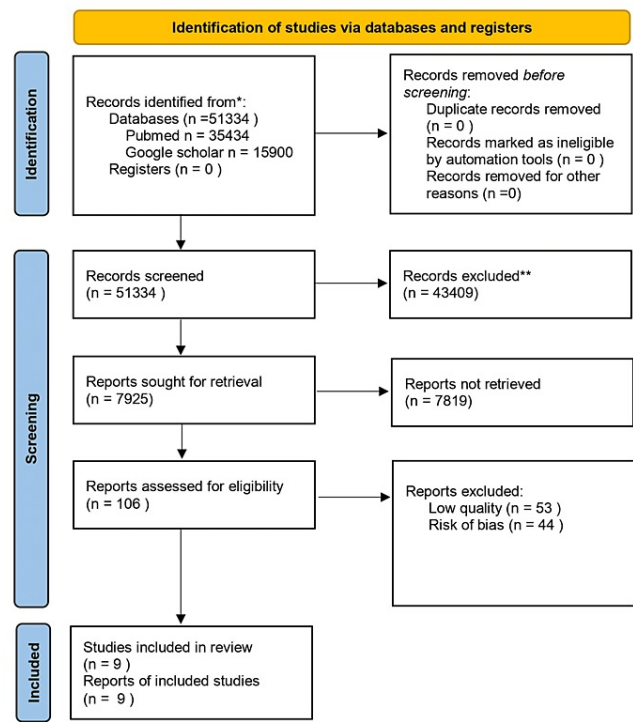 Identification of studies via databases and registers
Identification
Records identified from*:
Databases (n =51334 )
Pubmed n = 35434
Google scholar n = 15900
Registers (n = 0 )
Records removed before
screening:
Duplicate records removed
(n = 0 )
Records marked as ineligible
by automation tools (n = 0 )
Records removed for other
reasons (n =0)
Screening
Records screened
(n = 51334 )
Records excluded**
(n = 43409)
Reports sought for retrieval
(n = 7925)
Reports not retrieved
(n = 7819)
Reports assessed for eligibility
(n = 106 )
Reports excluded:
Low quality (n = 53 )
Risk of bias (n = 44 )
Included
Studies included in review
(n = 9 )
Reports of included studies
(n = 9 )